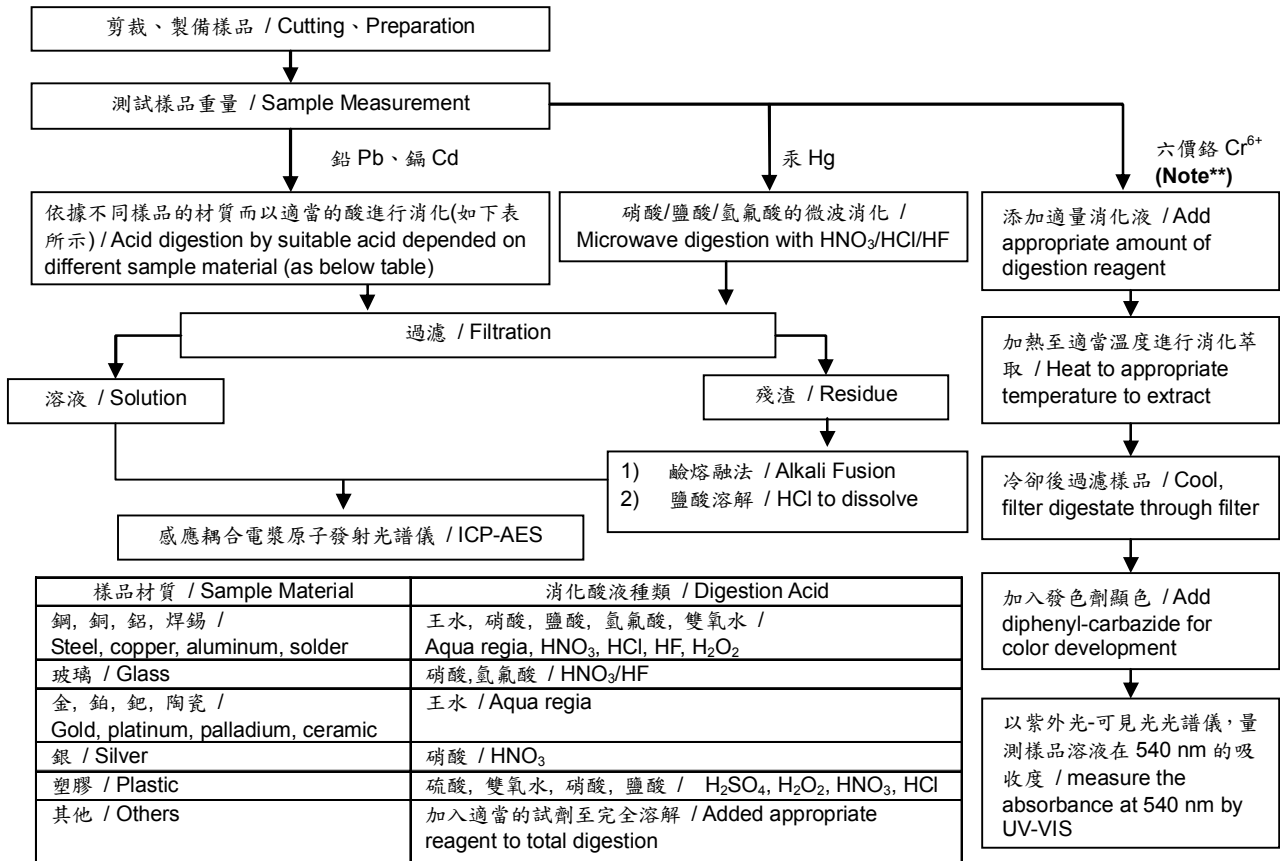 剪裁、製備樣品 / Cutting、Preparation
測試樣品重量 / Sample Measurement
鉛 Pb、鎘 Cd
汞 Hg
六價鉻 Cr6+
(Note**)
依據不同樣品的材質而以適當的酸進行消化(如下表
所示) / Acid digestion by suitable acid depended on
different sample material (as below table)
硝酸/鹽酸/氫氟酸的微波消化 /
Microwave digestion with HNO3/HCl/HF
添加適量消化液 / Add
appropriate amount of
digestion reagent
過濾 / Filtration
加熱至適當溫度進行消化萃
取 / Heat to appropriate
temperature to extract
溶液 / Solution
殘渣 / Residue
1) 鹼熔融法 / Alkali Fusion
2) 鹽酸溶解 / HCl to dissolve
冷卻後過濾樣品 / Cool,
filter digestate through filter
感應耦合電漿原子發射光譜儀 / ICP-AES
加入發色劑顯色 / Add
diphenyl-carbazide for
color development
以紫外光-可見光光譜儀，量
測樣品溶液在 540 nm 的吸
收度 / measure the
absorbance at 540 nm by
UV-VIS
樣品材質 / Sample Material
消化酸液種類 / Digestion Acid
鋼, 銅, 鋁, 焊錫 /
Steel, copper, aluminum, solder
王水, 硝酸, 鹽酸, 氫氟酸, 雙氧水 /
Aqua regia, HNO3, HCl, HF, H2O2
玻璃 / Glass
硝酸,氫氟酸 / HNO3/HF
金, 鉑, 鈀, 陶瓷 /
Gold, platinum, palladium, ceramic
王水 / Aqua regia
銀 / Silver
硝酸 / HNO3
塑膠 / Plastic
硫酸, 雙氧水, 硝酸, 鹽酸 / H2SO4, H2O2, HNO3, HCl
其他 / Others
加入適當的試劑至完全溶解 / Added appropriate
reagent to total digestion